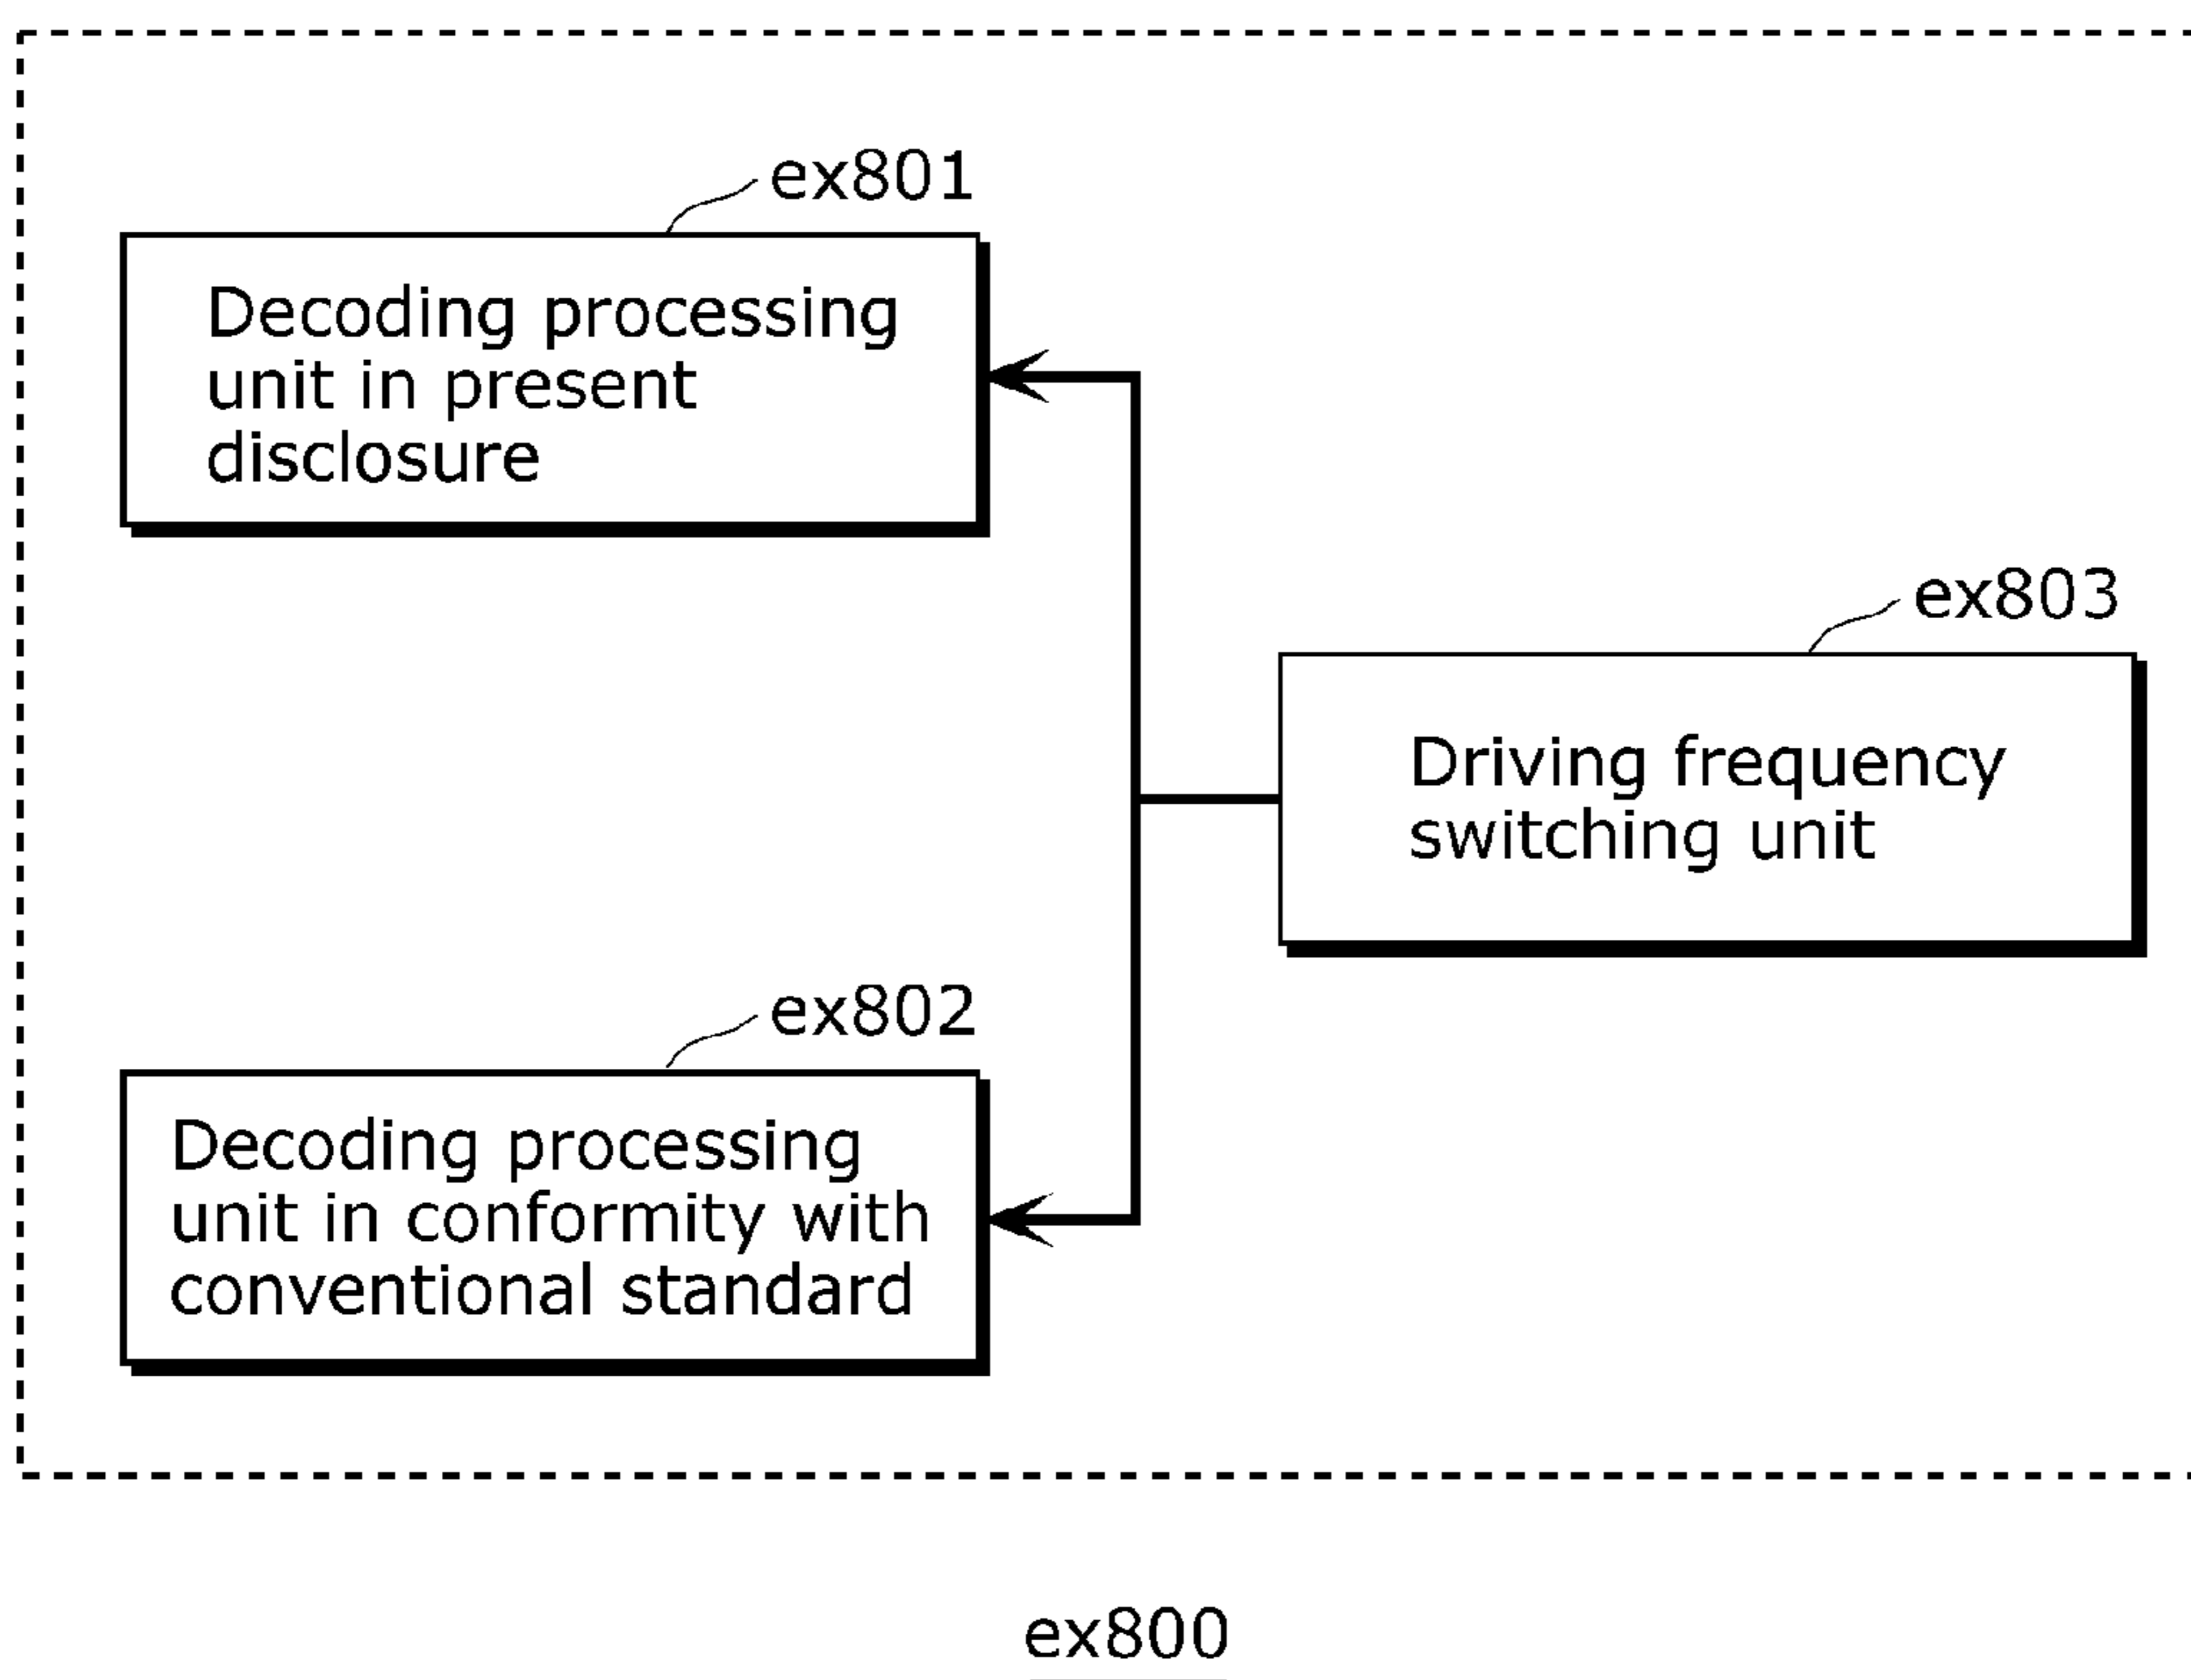 ex801
Decoding processing
unit in present
disclosure
ex803
Driving frequency
switching unit
ex802
Decoding processing
unit in conformity with
conventional standard
ex800